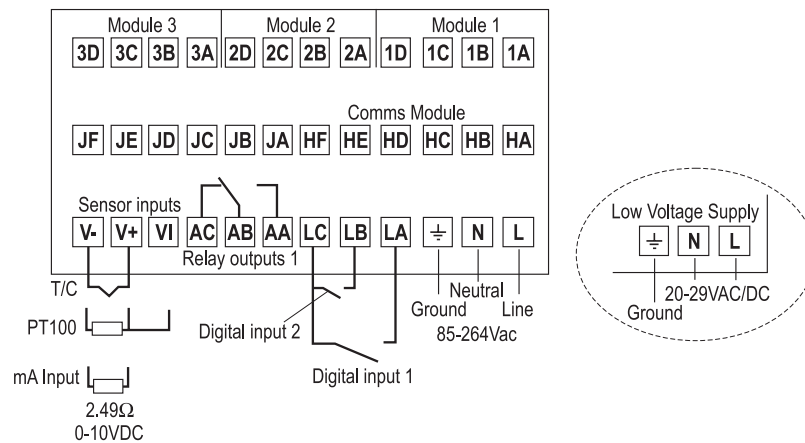 Module 3 Module 2 Module 1
3D 3C 3B 3A 2D 2C 2B 2A 1D 1C 1B 1A
Comms Module
JF JE JD JC JB JA HF HE HD HC HB HA
Sensor inputs
V- V+ VI AC AB AA LC LB LA N L
Relay outputs 1
T/C
Ground
Neutral
Line
85-264Vac
PT100
Digital input 2
Digital input 1
mA Input
2.49Ω
0-10VDC
Low Voltage Supply
N L
20-29VAC/DC
Ground